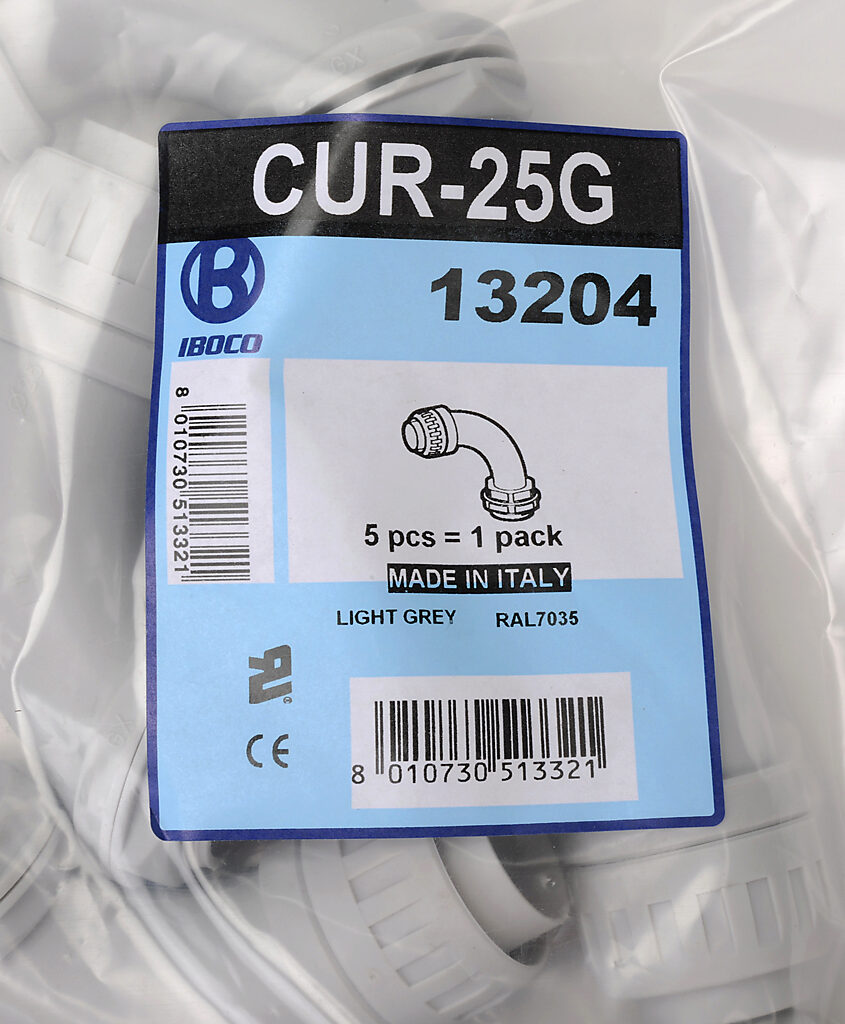 CUR-25G
13204
IBOCO
8 010730 513321
5 pcs = 1 pack
MADE IN ITALY
LIGHT GREY RAL7035
RU®
CE
8 010730 513321